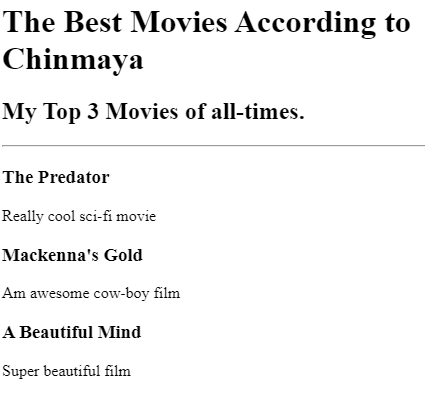 The Best Movies According to
Chinmaya
My Top 3 Movies of all-times.
The Predator
Really cool sci-fi movie
Mackenna's Gold
Am awesome cow-boy film
A Beautiful Mind
Super beautiful film